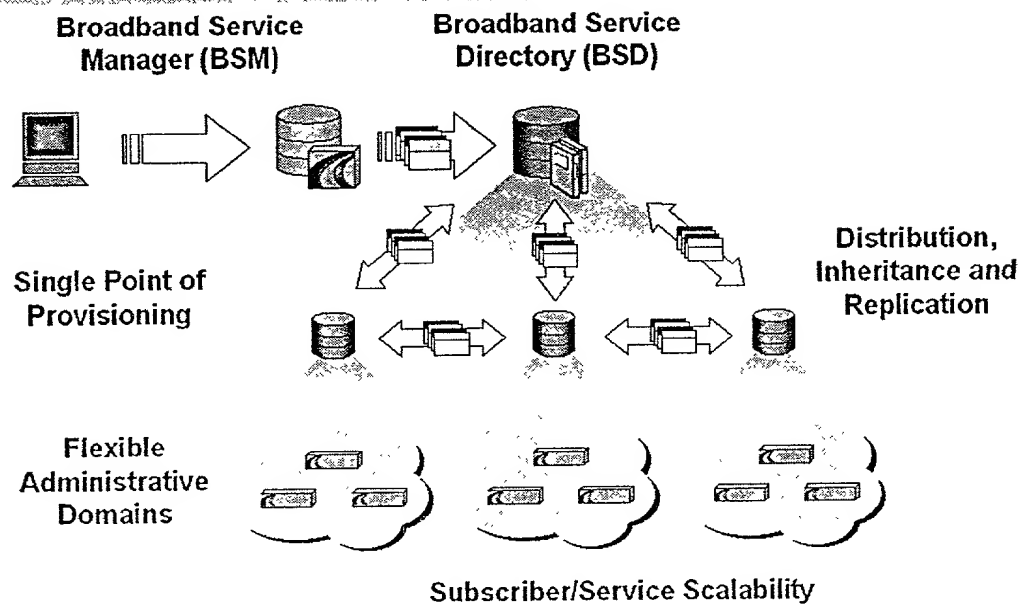 Broadband Service
Manager (BSM)
Broadband Service
Directory (BSD)
Single Point of
Provisioning
Distribution,
Inheritance and
Replication
Flexible
Administrative
Domains
Subscriber/Service Scalability